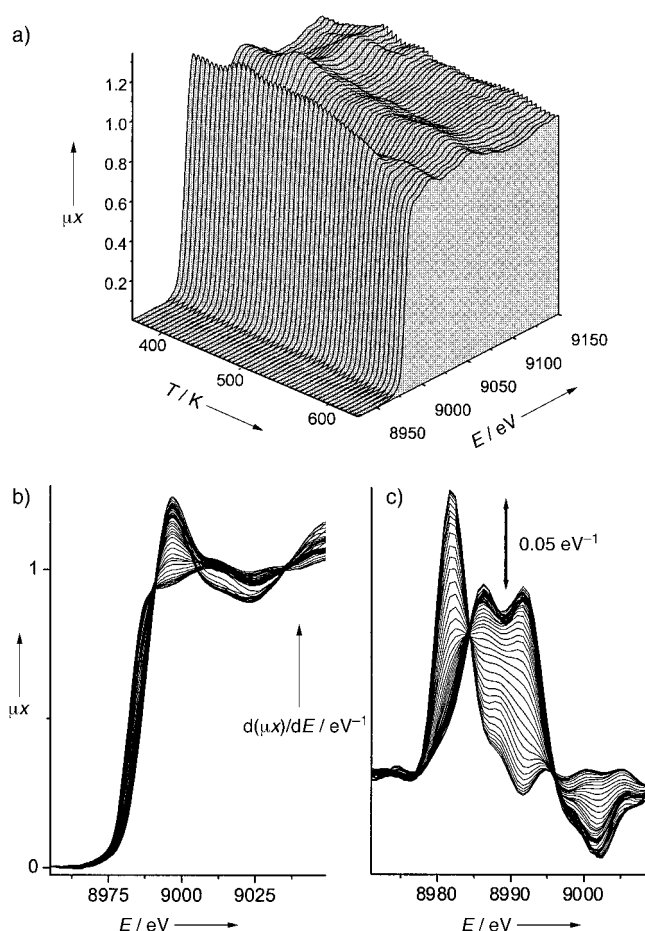 a)
1.2
1.0
0.8
0.6
0.4
0.2
μx
400
500
600
T / K
8950
9000
9050
9100
9150
E / eV
b)
1
0
μx
8975
9000
9025
E / eV
d(μx)/dE / eV⁻¹
c)
0.05 eV⁻¹
8980
8990
9000
E / eV